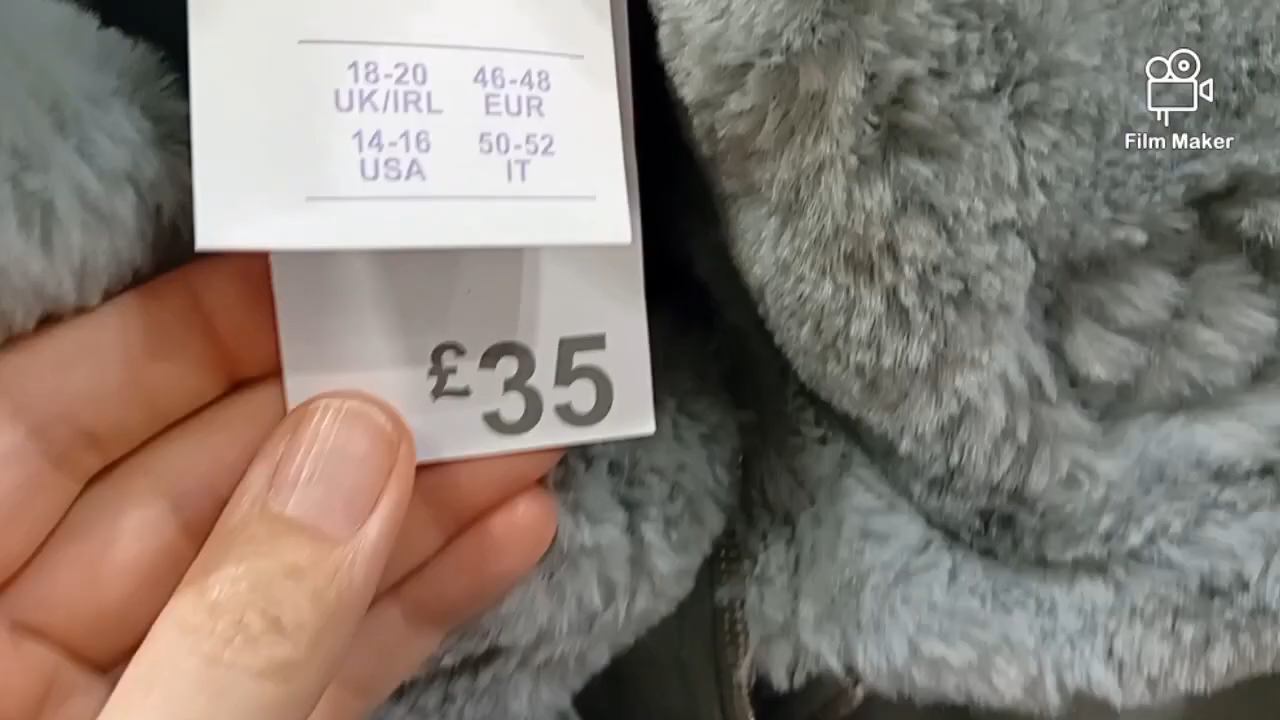 18-20 46-48
UK/IRL EUR
14-16 50-52
USA IT
£35
Film Maker